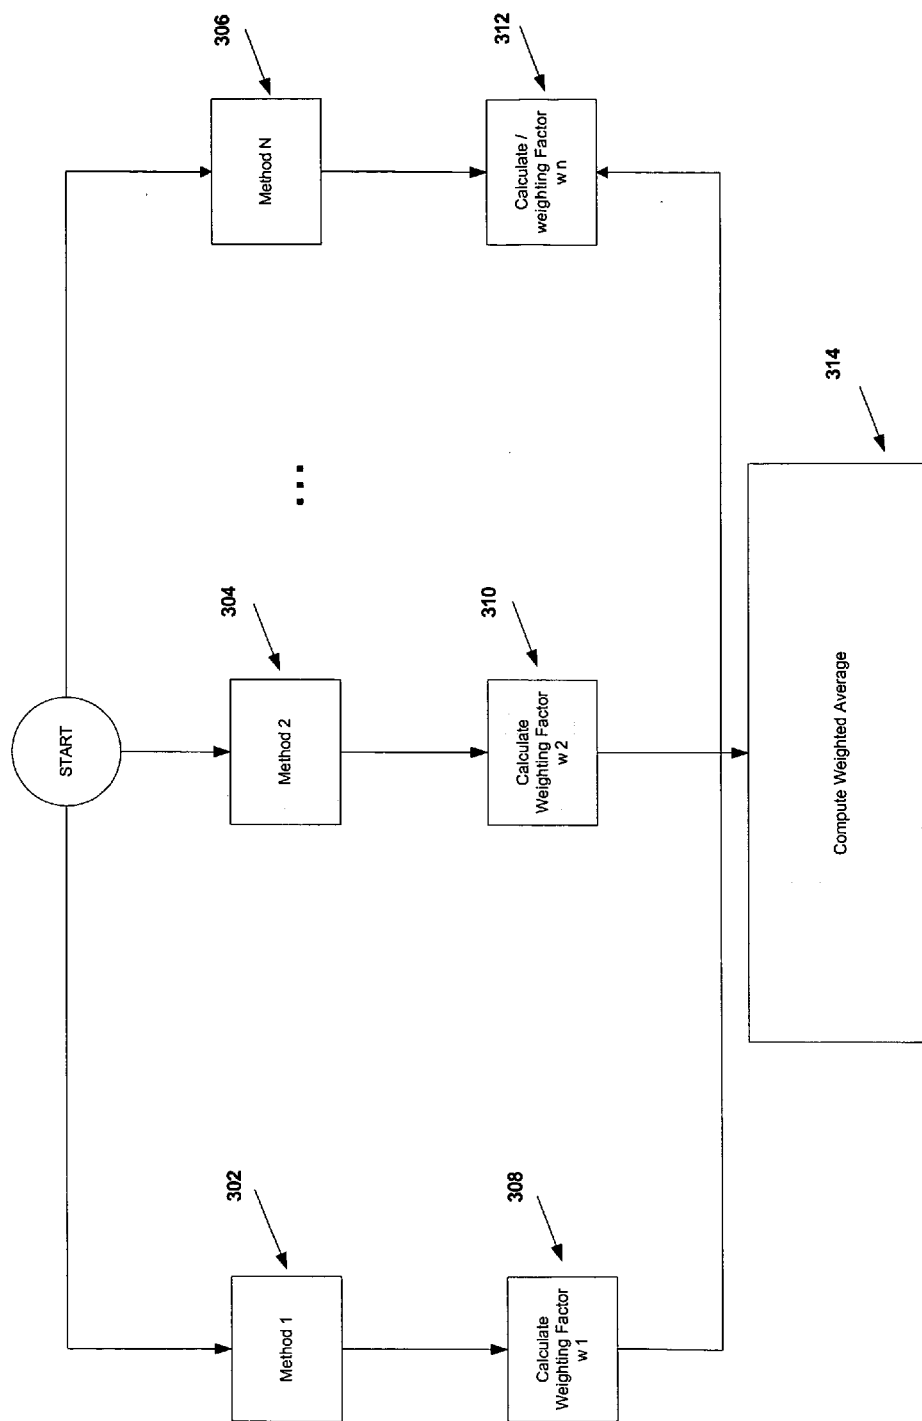 START
Method 1
302
Method 2
304
...
Method N
306
Calculate
Weighting Factor
w 1
308
Calculate
Weighting Factor
w 2
310
Calculate /
weighting Factor
w n
312
Compute Weighted Average
314